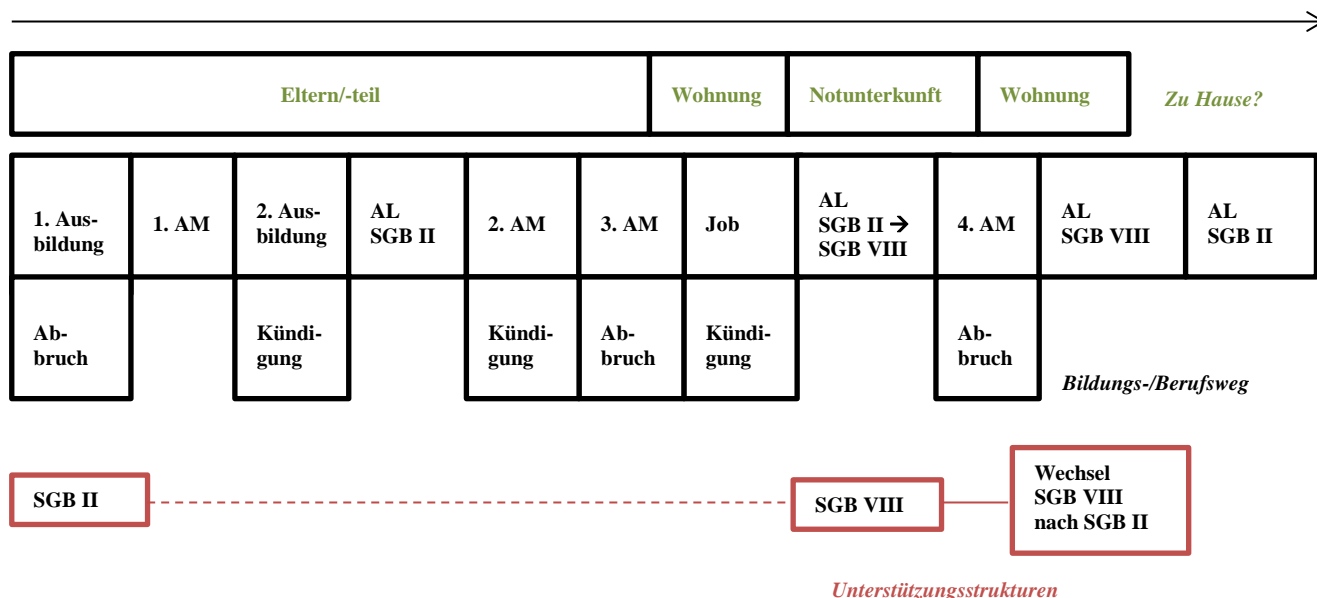 Eltern/-teil
Wohnung
Notunterkunft
Wohnung
Zu Hause?
1. Aus-
bildung
1. AM
2. Aus-
bildung
AL
SGB II
2. AM
3. AM
Job
AL
SGB II →
SGB VIII
4. AM
AL
SGB VIII
AL
SGB II
Ab-
bruch
Kündi-
gung
Kündi-
gung
Ab-
bruch
Kündi-
gung
Ab-
bruch
Bildungs-/Berufsweg
SGB II
SGB VIII
Wechsel
SGB VIII
nach SGB II
Unterstützungsstrukturen